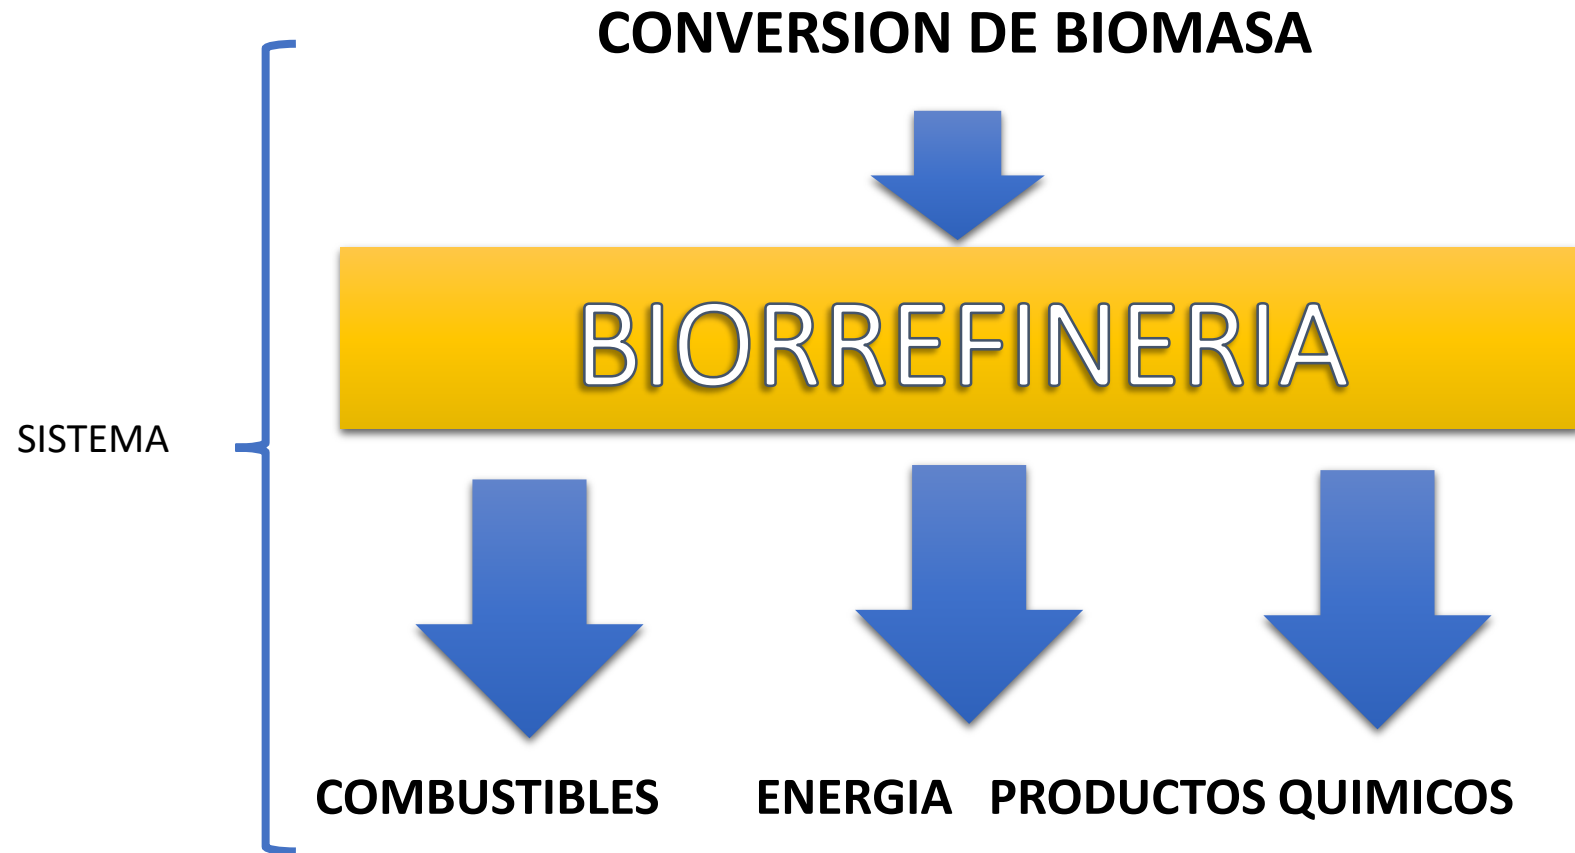 CONVERSION DE BIOMASA
BIORREFINERIA
SISTEMA
COMBUSTIBLES ENERGIA PRODUCTOS QUIMICOS